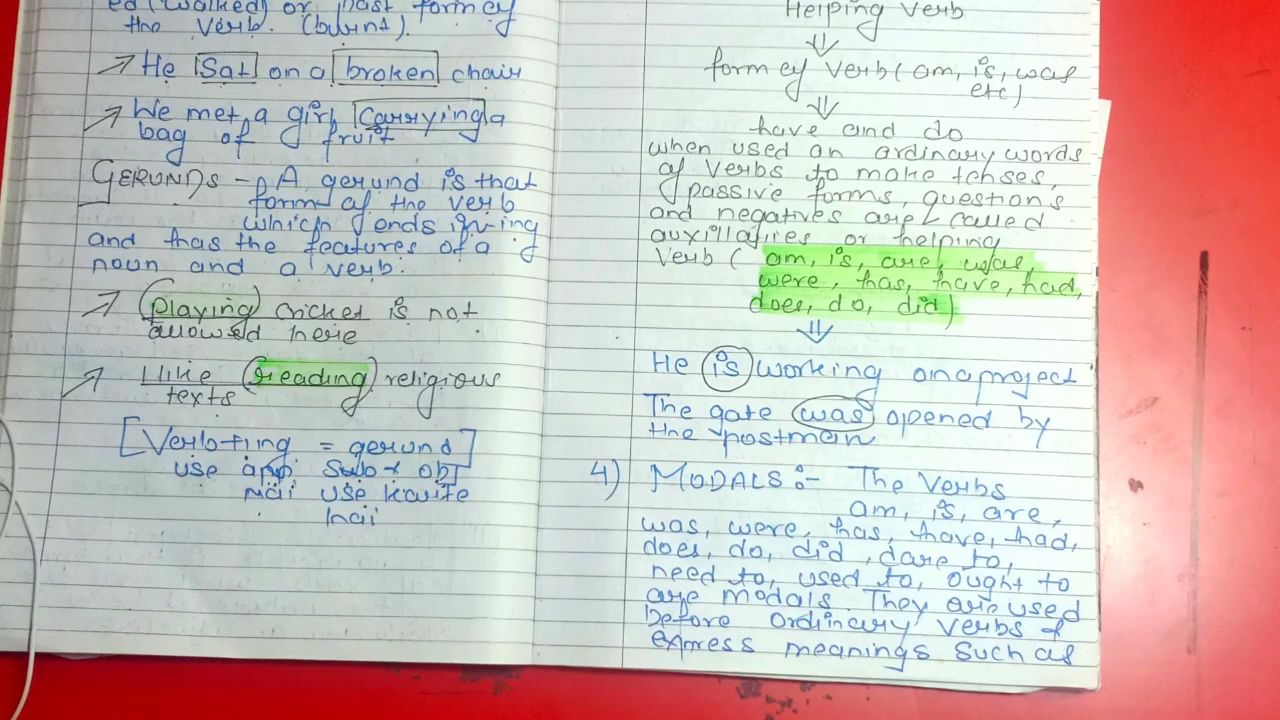 ed (walked) or past form of
the verb. (burnt).
He Sat on a broken chair
We met a girl Carrying a
bag of fruit
GERUNDS - A gerund is that
form of the verb
which ends in -ing
and has the features of a
noun and a verb.
Playing cricket is not
allowed here
I like reading religious
texts
[Verb+ing = gerund]
use app sub + obj
mai use karte
hai
Helping Verb
form of verb (am, is, was
etc)
have and do
when used an ordinary words
of verbs to make tenses,
passive forms, questions
and negatives are called
auxillaries or helping
verb ( am, is, are, was,
were, has, have, had,
does, do, did)
He is working on a project
The gate was opened by
the postman
4) MODALS :- The Verbs
am, is, are,
was, were, has, have, had,
does, do, did, dare to,
need to, used to, ought to
are modals. They are used
before ordinary verbs &
express meanings such as